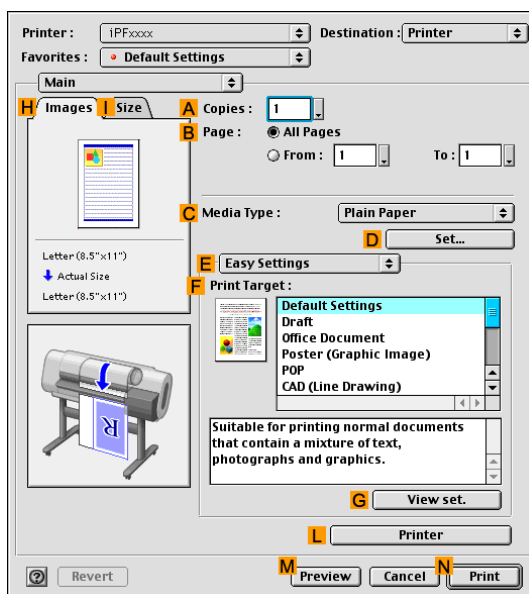 Printer : iPFxxxx Destination : Printer
Favorites : Default Settings
Main
H Images I Size A Copies : 1
B Page : All Pages
From : 1 To : 1
C Media Type : Plain Paper
D Set...
Letter (8.5"x11")
Actual Size
Letter (8.5"x11")
E Easy Settings
F Print Target :
Default Settings
Draft
Office Document
Poster (Graphic Image)
POP
CAD (Line Drawing)
R
Suitable for printing normal documents
that contain a mixture of text,
photographs and graphics.
G View set.
L Printer
? Revert M Preview Cancel N Print